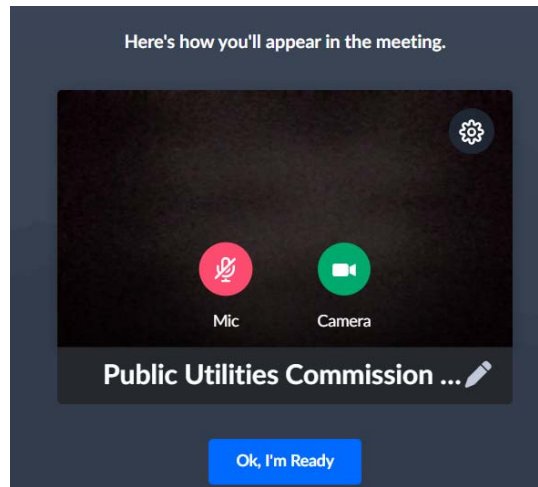 Here's how you'll appear in the meeting.
Mic
Camera
Public Utilities Commission ...
Ok, I'm Ready